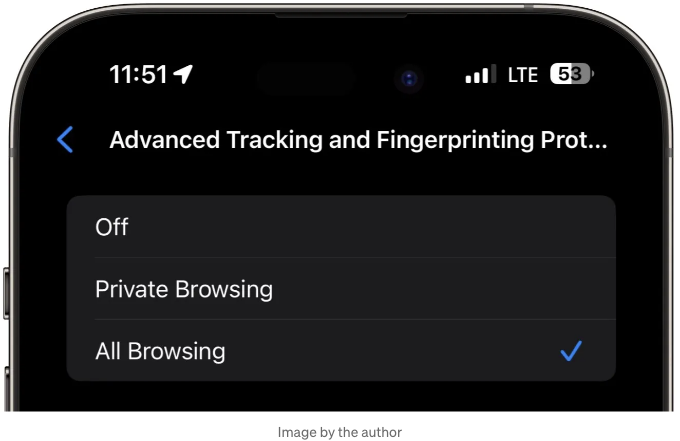 11:51 LTE 53
Advanced Tracking and Fingerprinting Prot...
Off
Private Browsing
All Browsing
Image by the author